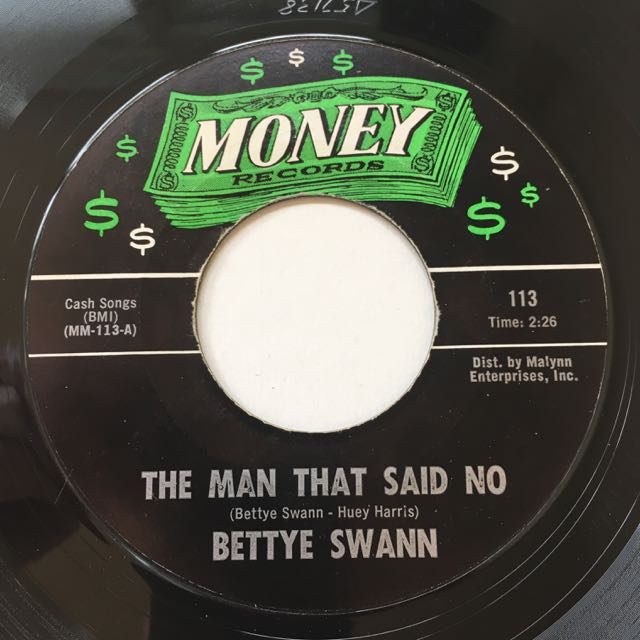 $ $ $
MONEY
RECORDS
$ $ $
$ $ $
Cash Songs
(BMI)
(MM-113-A)
113
Time: 2:26
Dist. by Malynn
Enterprises, Inc.
THE MAN THAT SAID NO
(Bettye Swann - Huey Harris)
BETTYE SWANN